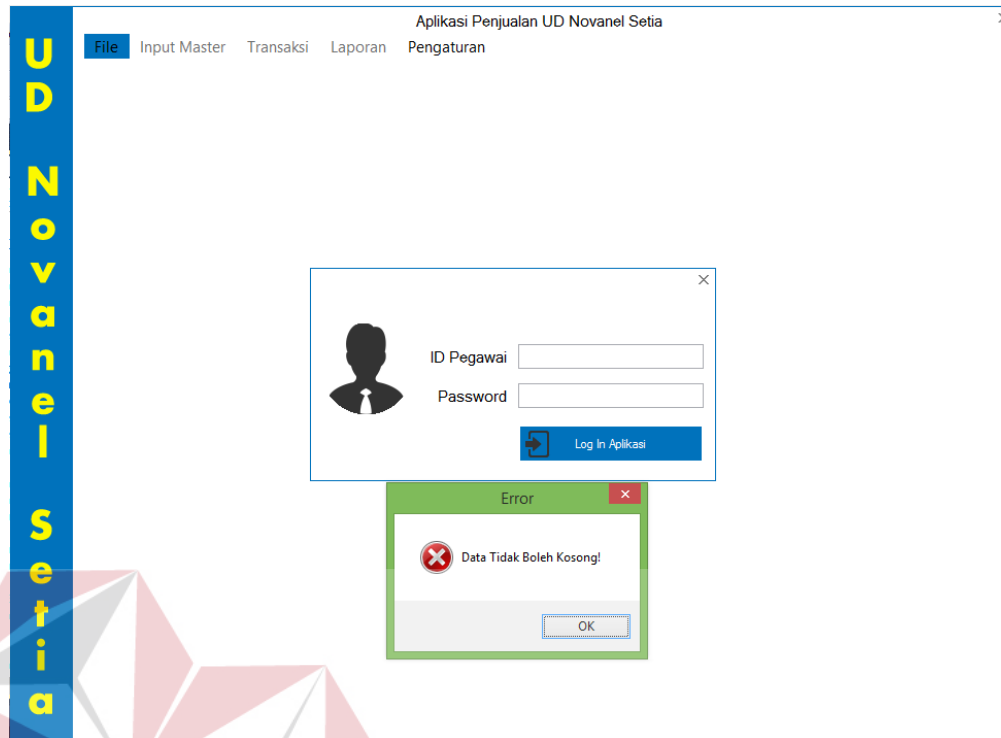 Aplikasi Penjualan UD Novanel Setia
File Input Master Transaksi Laporan Pengaturan
UD Novanel Setia
ID Pegawai
Password
Log In Aplikasi
Error
Data Tidak Boleh Kosong!
OK